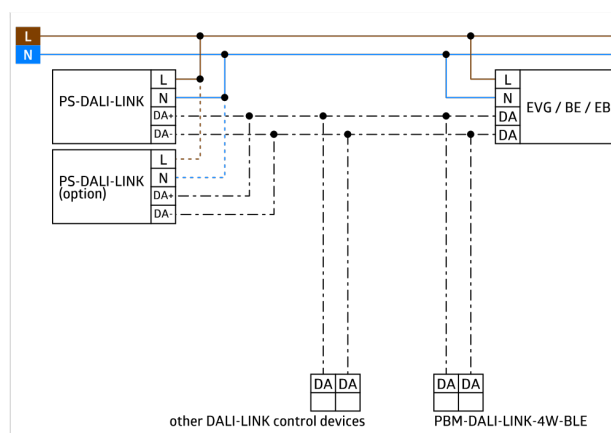 L
N
PS-DALI-LINK
L
N
DA+
DA-
EVG / BE / EB
L
N
DA
DA
PS-DALI-LINK
(option)
L
N
DA+
DA-
DA DA
other DALI-LINK control devices
DA DA
PBM-DALI-LINK-4W-BLE